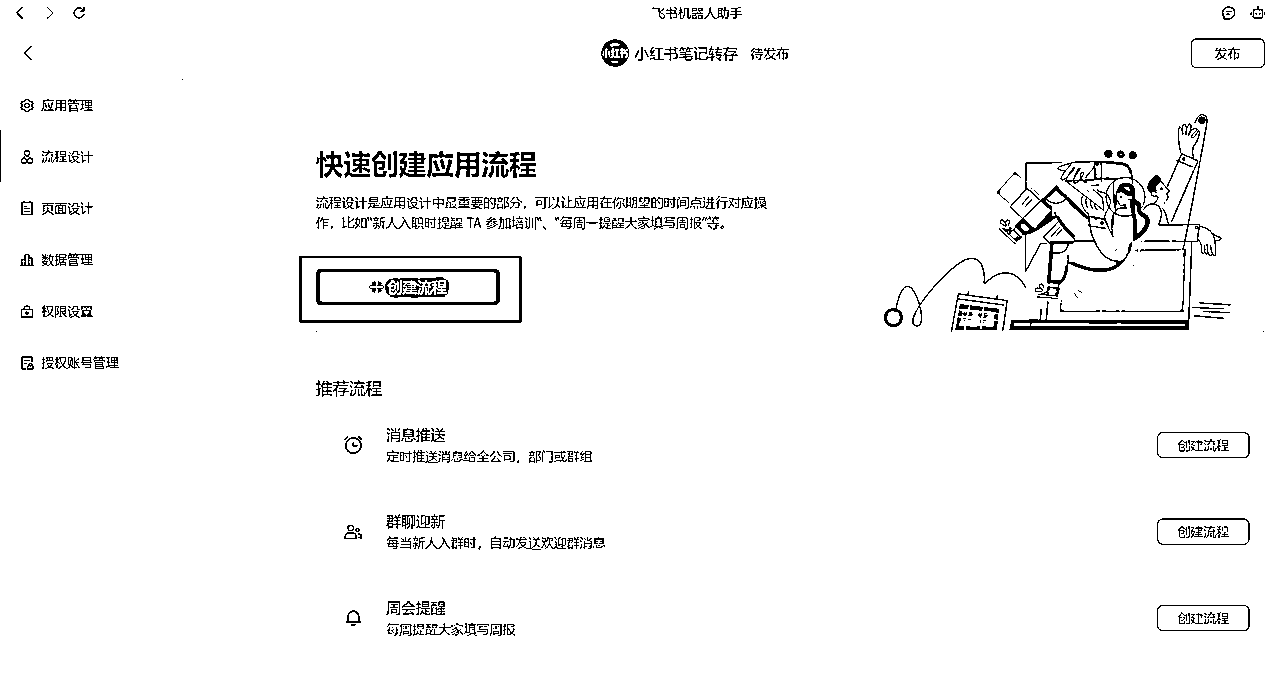 飞书机器人助手
小红书 小红书笔记转存 待发布
发布
应用管理
流程设计
页面设计
数据管理
权限设置
授权账号管理
快速创建应用流程
流程设计是应用设计中最重要的部分，可以让应用在你期望的时间点进行对应操
作，比如“新人入职时提醒 TA 参加培训”、“每周一提醒大家填写周报”等。
创建流程
推荐流程
消息推送
定时推送消息给全公司，部门或群组
创建流程
群聊迎新
每当新人入群时，自动发送欢迎群消息
创建流程
周会提醒
每周提醒大家填写周报
创建流程